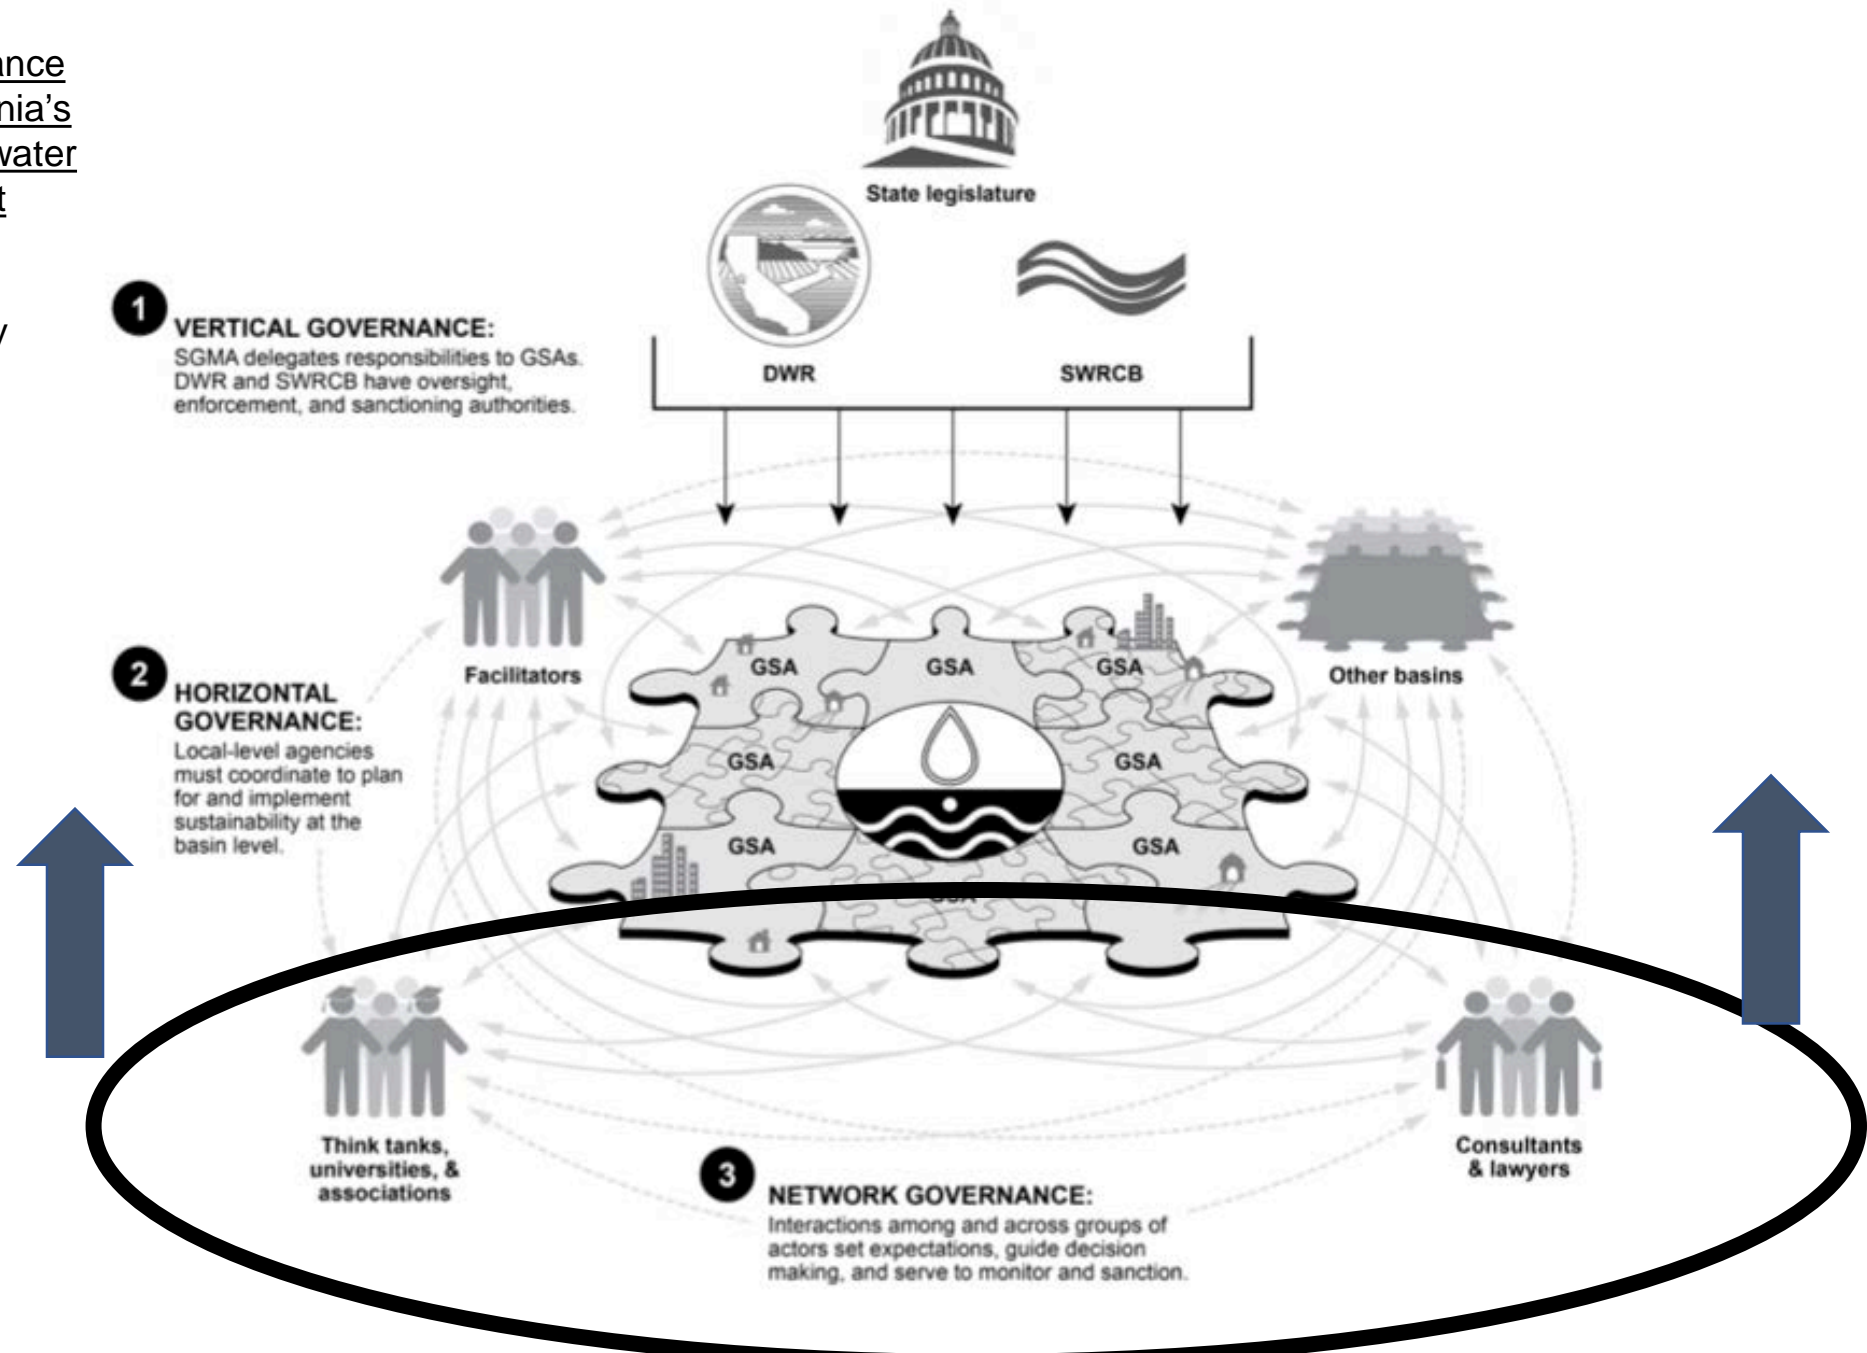 ance
nia's
water
t
y
State legislature
DWR
SWRCB
1
VERTICAL GOVERNANCE:
SGMA delegates responsibilities to GSAs.
DWR and SWRCB have oversight,
enforcement, and sanctioning authorities.
Facilitators
Other basins
2
HORIZONTAL
GOVERNANCE:
Local-level agencies
must coordinate to plan
for and implement
sustainability at the
basin level.
GSA
GSA
GSA
GSA
GSA
GSA
GSA
Think tanks,
universities, &
associations
Consultants
& lawyers
3
NETWORK GOVERNANCE:
Interactions among and across groups of
actors set expectations, guide decision
making, and serve to monitor and sanction.